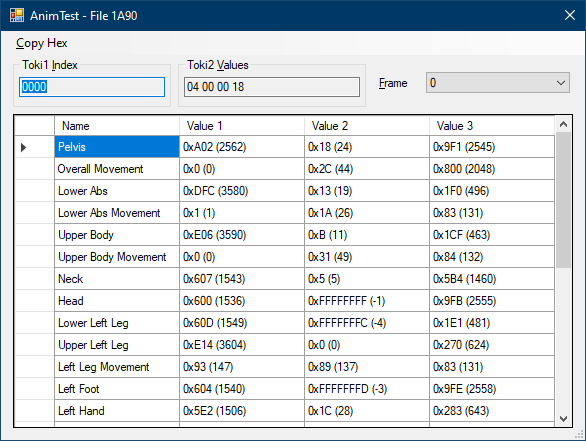 AnimTest - File 1A90
Copy Hex
Toki1 Index
Toki2 Values
0000
04 00 00 18
Frame
0
Name Value 1 Value 2 Value 3
Pelvis 0xA02 (2562) 0x18 (24) 0x9F1 (2545)
Overall Movement 0x0 (0) 0x2C (44) 0x800 (2048)
Lower Abs 0xDFC (3580) 0x13 (19) 0x1F0 (496)
Lower Abs Movement 0x1 (1) 0x1A (26) 0x83 (131)
Upper Body 0xE06 (3590) 0xB (11) 0x1CF (463)
Upper Body Movement 0x0 (0) 0x31 (49) 0x84 (132)
Neck 0x607 (1543) 0x5 (5) 0x5B4 (1460)
Head 0x600 (1536) 0xFFFFFFFF (-1) 0x9FB (2555)
Lower Left Leg 0x60D (1549) 0xFFFFFFFC (-4) 0x1E1 (481)
Upper Left Leg 0xE14 (3604) 0x0 (0) 0x270 (624)
Left Leg Movement 0x93 (147) 0x89 (137) 0x83 (131)
Left Foot 0x604 (1540) 0xFFFFFFFD (-3) 0x9FE (2558)
Left Hand 0x5E2 (1506) 0x1C (28) 0x283 (643)